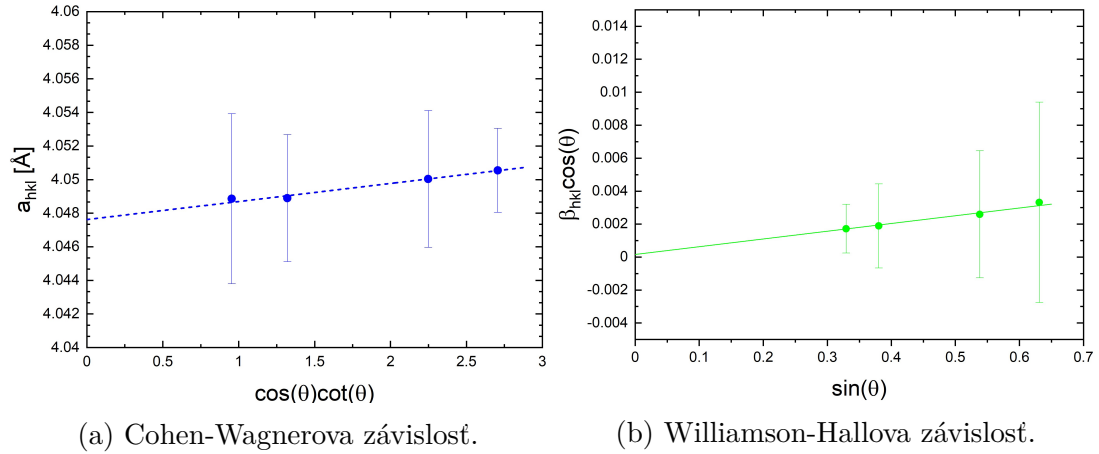 4.06
4.058
4.056
4.054
4.052
4.05
4.048
4.046
4.044
4.042
4.04
a_hkl [Å]
0 0.5 1 1.5 2 2.5 3
cos(θ)cot(θ)
(a) Cohen-Wagnerova závislosť.
0.014
0.012
0.01
0.008
0.006
0.004
0.002
0
-0.002
-0.004
β_hkl cos(θ)
0 0.1 0.2 0.3 0.4 0.5 0.6 0.7
sin(θ)
(b) Williamson-Hallova závislosť.